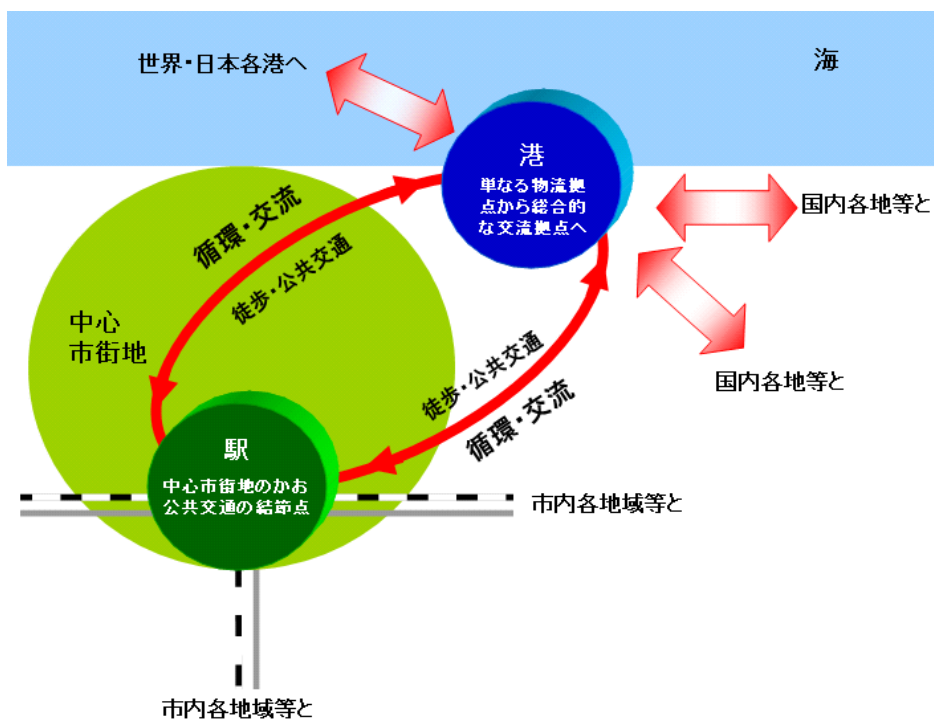 世界・日本各港へ
海
港
単なる物流拠
点から総合的
な交流拠点へ
国内各地等と
循環・交流
徒歩・公共交通
中心
市街地
国内各地等と
徒歩・公共交通
循環・交流
駅
中心市街地のかお
公共交通の結節点
市内各地域等と
市内各地域等と